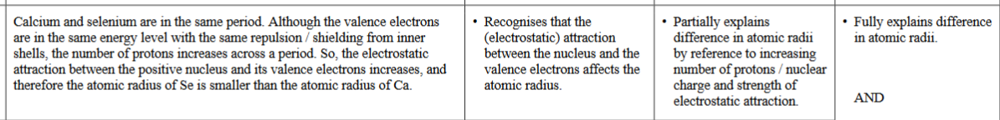 Calcium and selenium are in the same period. Although the valence electrons
are in the same energy level with the same repulsion / shielding from inner
shells, the number of protons increases across a period. So, the electrostatic
attraction between the positive nucleus and its valence electrons increases, and
therefore the atomic radius of Se is smaller than the atomic radius of Ca.
• Recognises that the
(electrostatic) attraction
between the nucleus and the
valence electrons affects the
atomic radius.
• Partially explains
difference in atomic radii
by reference to increasing
number of protons / nuclear
charge and strength of
electrostatic attraction.
• Fully explains difference
in atomic radii.
AND